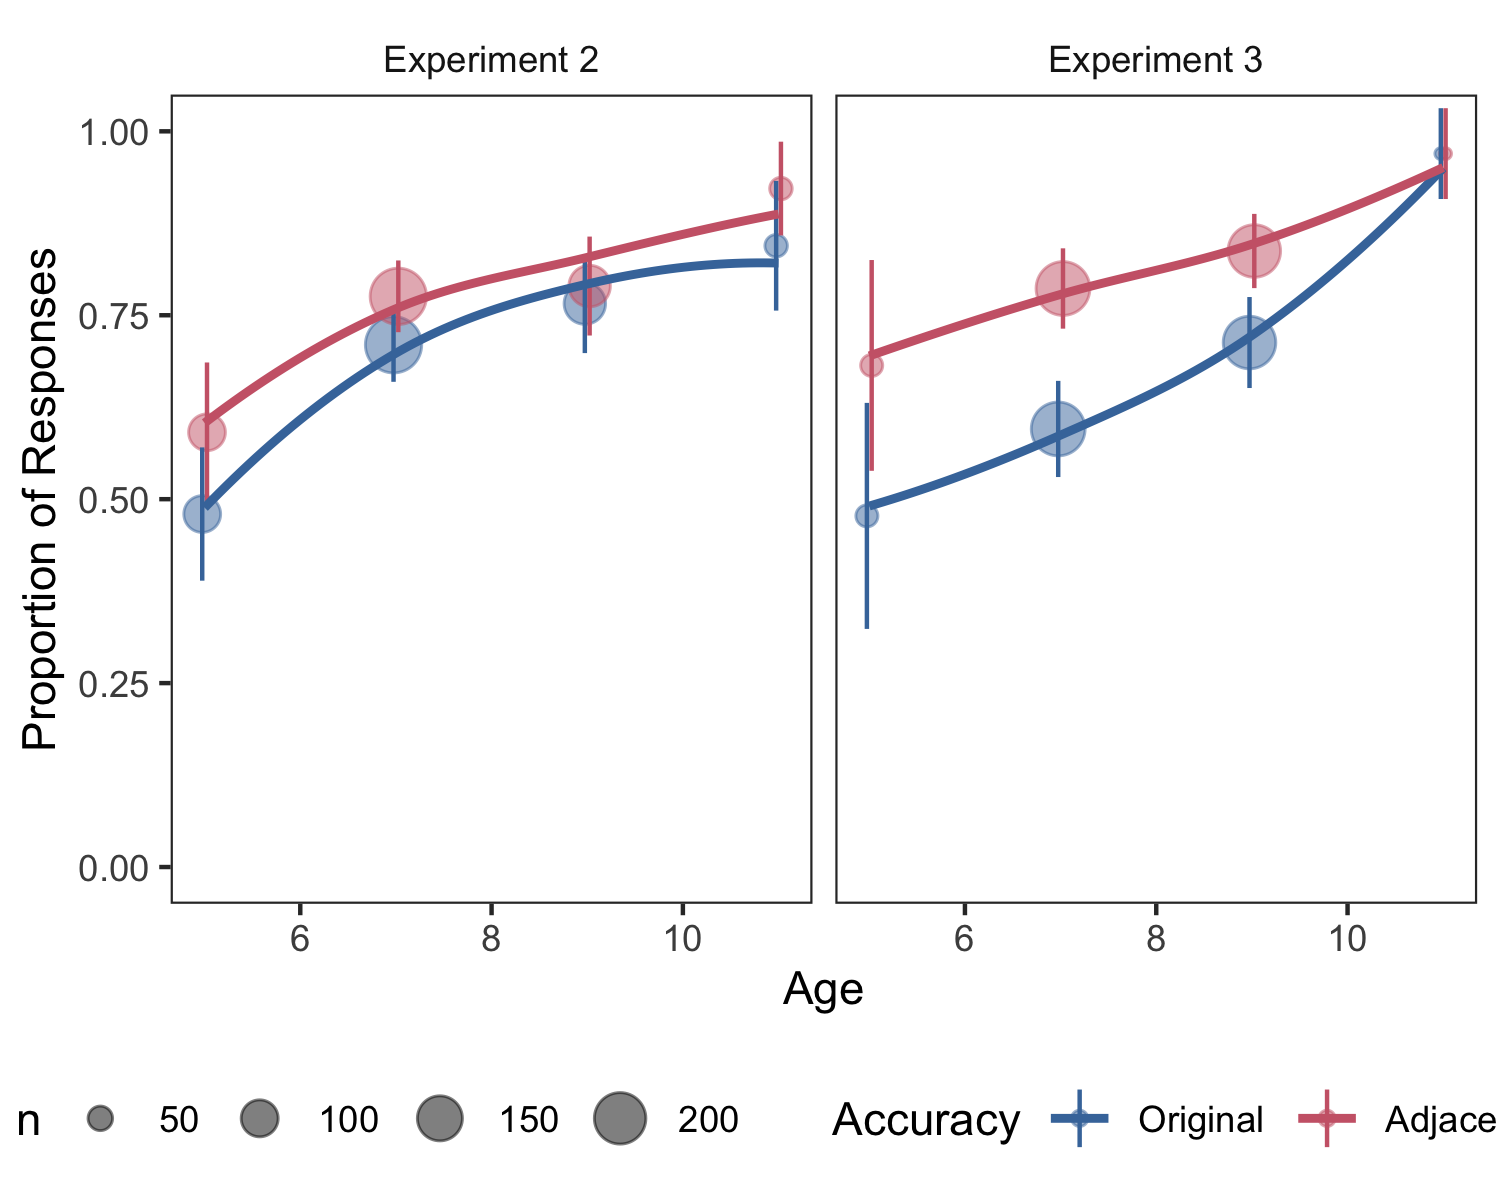 Experiment 2
Experiment 3
Proportion of Responses
1.00
0.75
0.50
0.25
0.00
6 8 10
6 8 10
Age
n 50 100 150 200
Accuracy Original Adjace